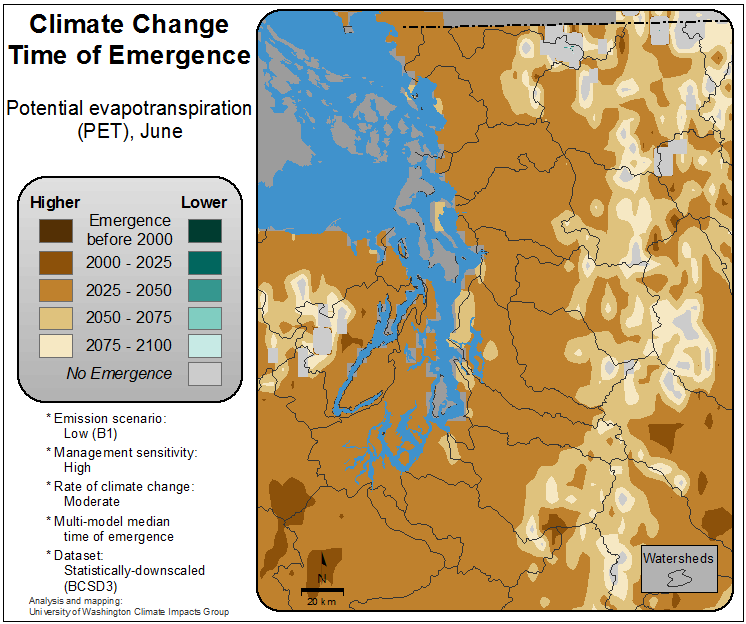 Climate Change
Time of Emergence
Potential evapotranspiration
(PET), June
Higher Lower
Emergence
before 2000
2000 - 2025
2025 - 2050
2050 - 2075
2075 - 2100
No Emergence
* Emission scenario:
Low (B1)
* Management sensitivity:
High
* Rate of climate change:
Moderate
* Multi-model median
time of emergence
* Dataset:
Statistically-downscaled
(BCSD3)
Analysis and mapping:
University of Washington Climate Impacts Group
N
20 km
Watersheds